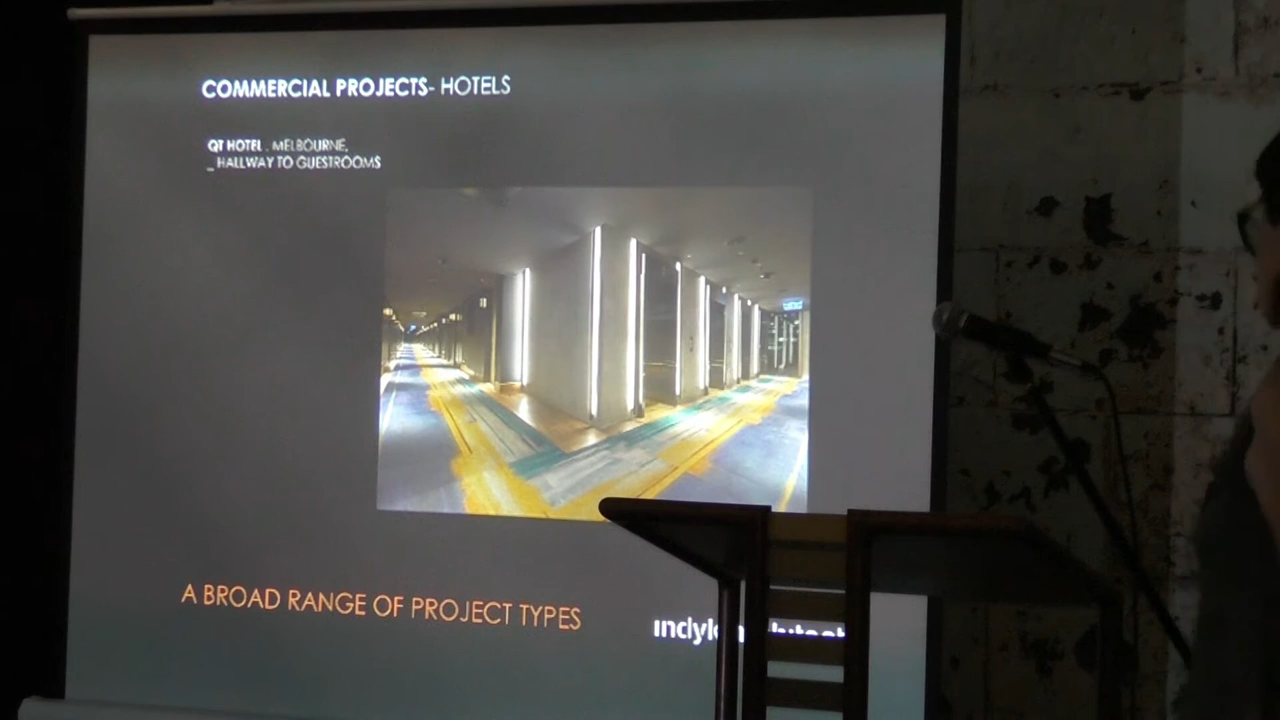 COMMERCIAL PROJECTS- HOTELS
QT HOTEL . MELBOURNE,
_ HALLWAY TO GUESTROOMS
A BROAD RANGE OF PROJECT TYPES